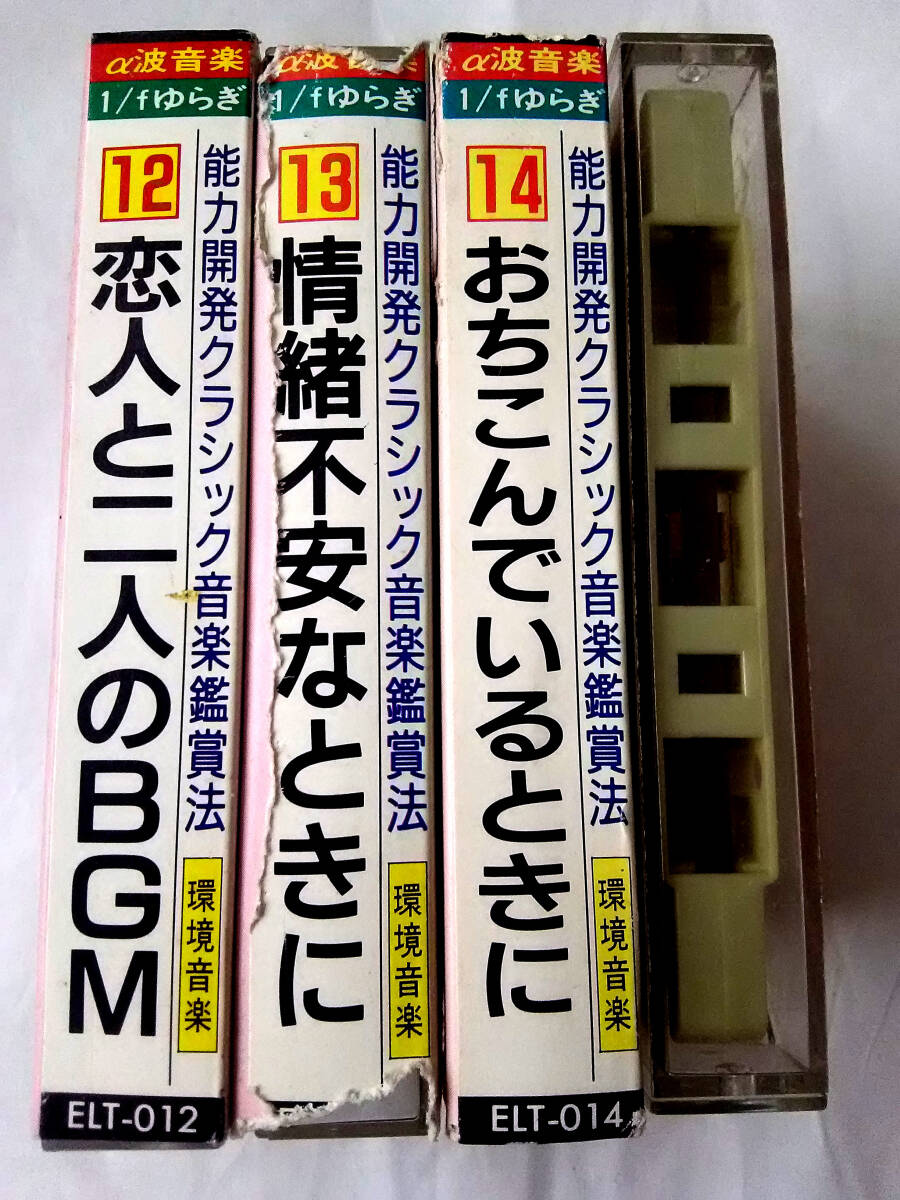 α波音楽
1/fゆらぎ
12
恋人と二人のBGM
能力開発クラシック音楽鑑賞法
環境音楽
ELT-012
α波音楽
1/fゆらぎ
13
情緒不安なときに
能力開発クラシック音楽鑑賞法
環境音楽
α波音楽
1/fゆらぎ
14
おちこんでいるときに
能力開発クラシック音楽鑑賞法
環境音楽
ELT-014